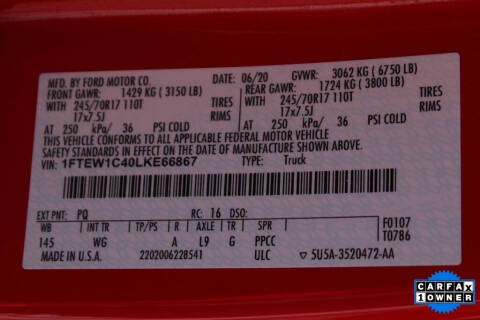 MFD. BY FORD MOTOR CO. DATE: 06/20 GVWR: 3062 KG ( 6750 LB)
FRONT GAWR: 1429 KG ( 3150 LB) REAR GAWR: 1724 KG ( 3800 LB)
WITH 245/70R17 110T TIRES WITH 245/70R17 110T TIRES
17x7.5J RIMS 17x7.5J RIMS
AT 250 kPa/ 36 PSI COLD AT 250 kPa/ 36 PSI COLD
THIS VEHICLE CONFORMS TO ALL APPLICABLE FEDERAL MOTOR VEHICLE
SAFETY STANDARDS IN EFFECT ON THE DATE OF MANUFACTURE SHOWN ABOVE.
VIN: 1FTEW1C40LKE66867 TYPE: Truck
EXT PNT: PQ RC: 16 DSO: F0107
WB INT TR TP/PS R AXLE TR SPR T0786
145 WG A L9 G PPCC
MADE IN U.S.A. 2202006228541 ULC ▽ 5U5A-3520472-AA
CARFAX
1 OWNER